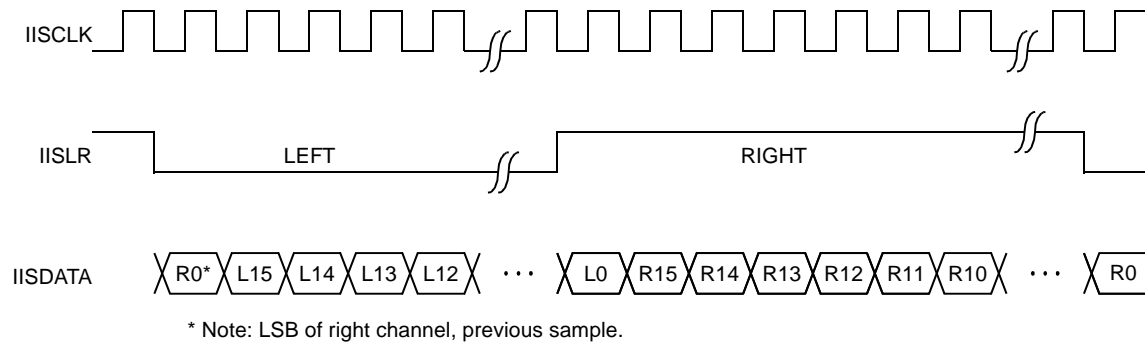 IISCLK
IISLR LEFT RIGHT
IISDATA R0* L15 L14 L13 L12 ··· L0 R15 R14 R13 R12 R11 R10 ··· R0
* Note: LSB of right channel, previous sample.